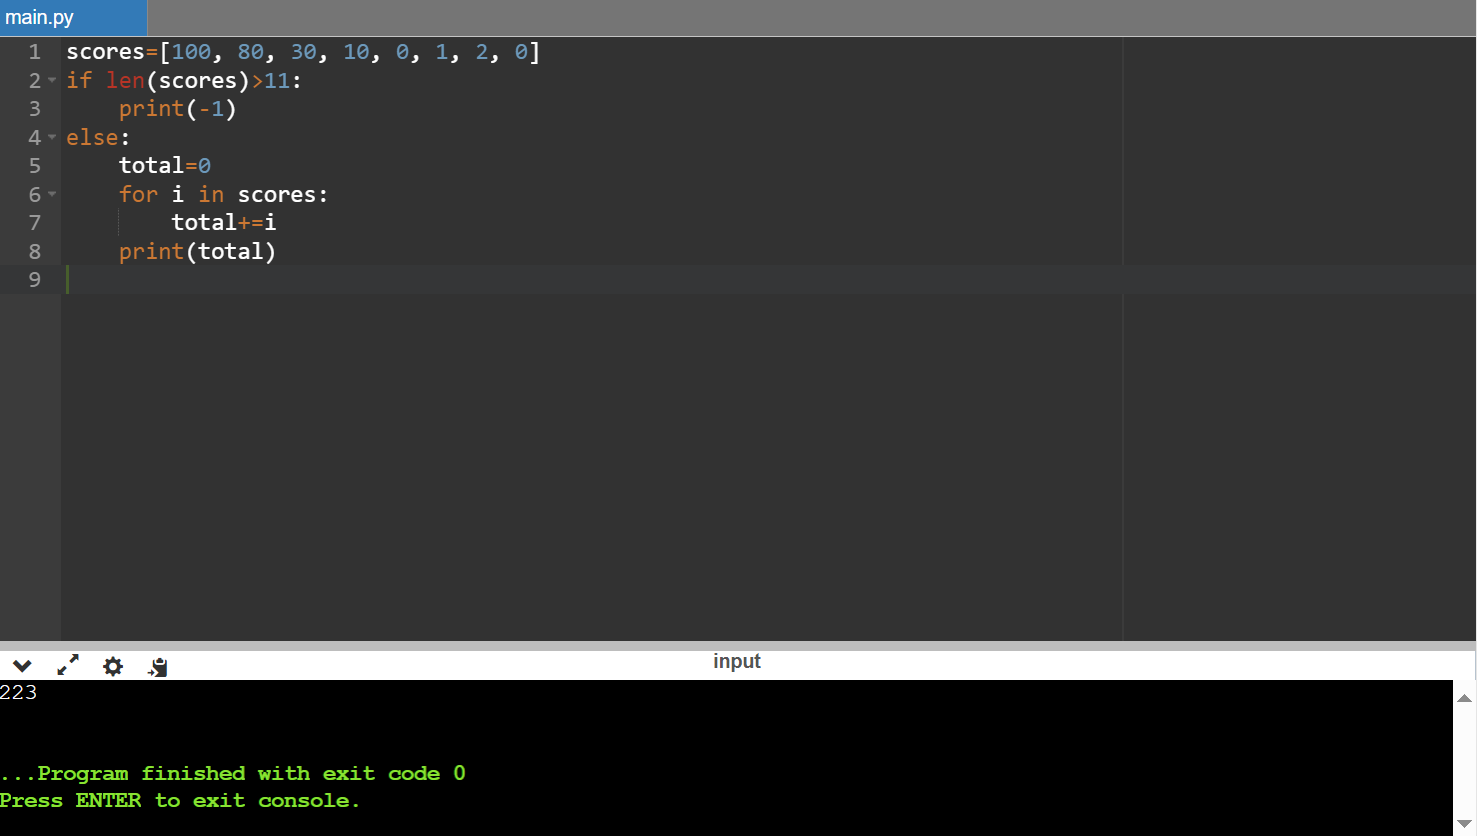 main.py
1 scores=[100, 80, 30, 10, 0, 1, 2, 0]
2 if len(scores)>11:
3     print(-1)
4 else:
5     total=0
6     for i in scores:
7         total+=i
8     print(total)
9
input
223
...Program finished with exit code 0
Press ENTER to exit console.